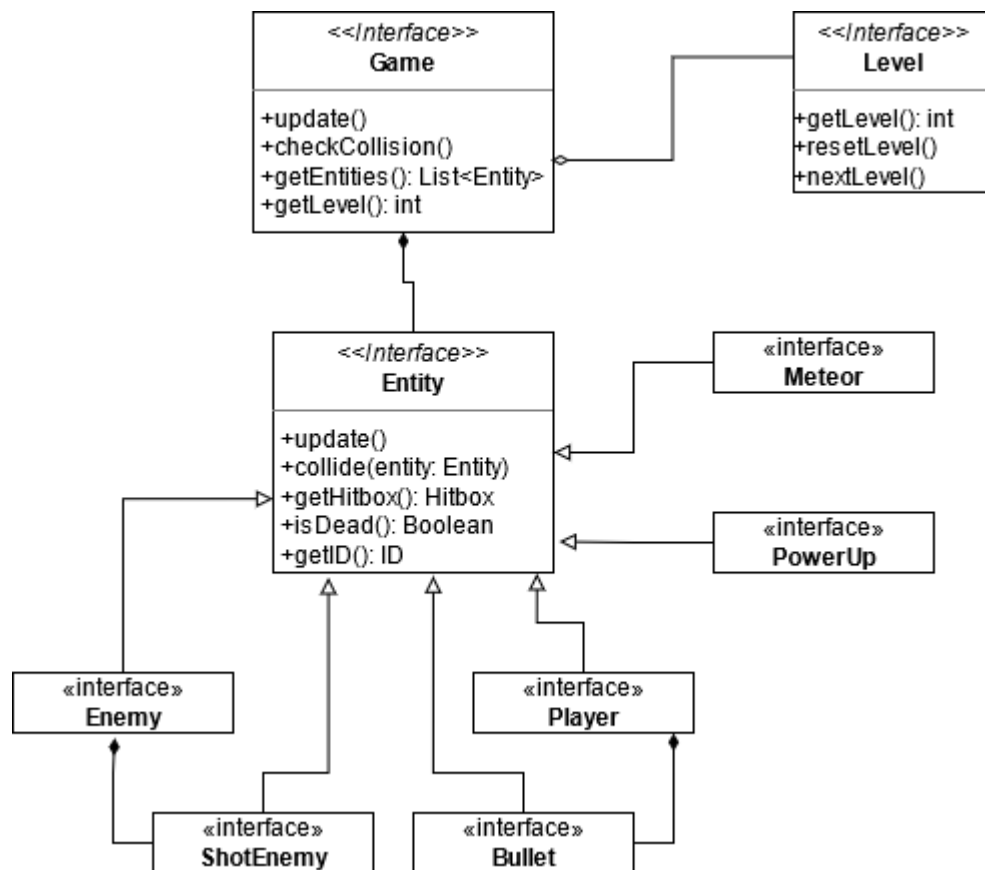 <<Interface>>
Game
+update()
+checkCollision()
+getEntities(): List<Entity>
+getLevel(): int
<<Interface>>
Level
+getLevel(): int
+resetLevel()
+nextLevel()
<<Interface>>
Entity
+update()
+collide(entity: Entity)
+getHitbox(): Hitbox
+isDead(): Boolean
+getID(): ID
«interface»
Meteor
«interface»
PowerUp
«interface»
Enemy
«interface»
Player
«interface»
ShotEnemy
«interface»
Bullet